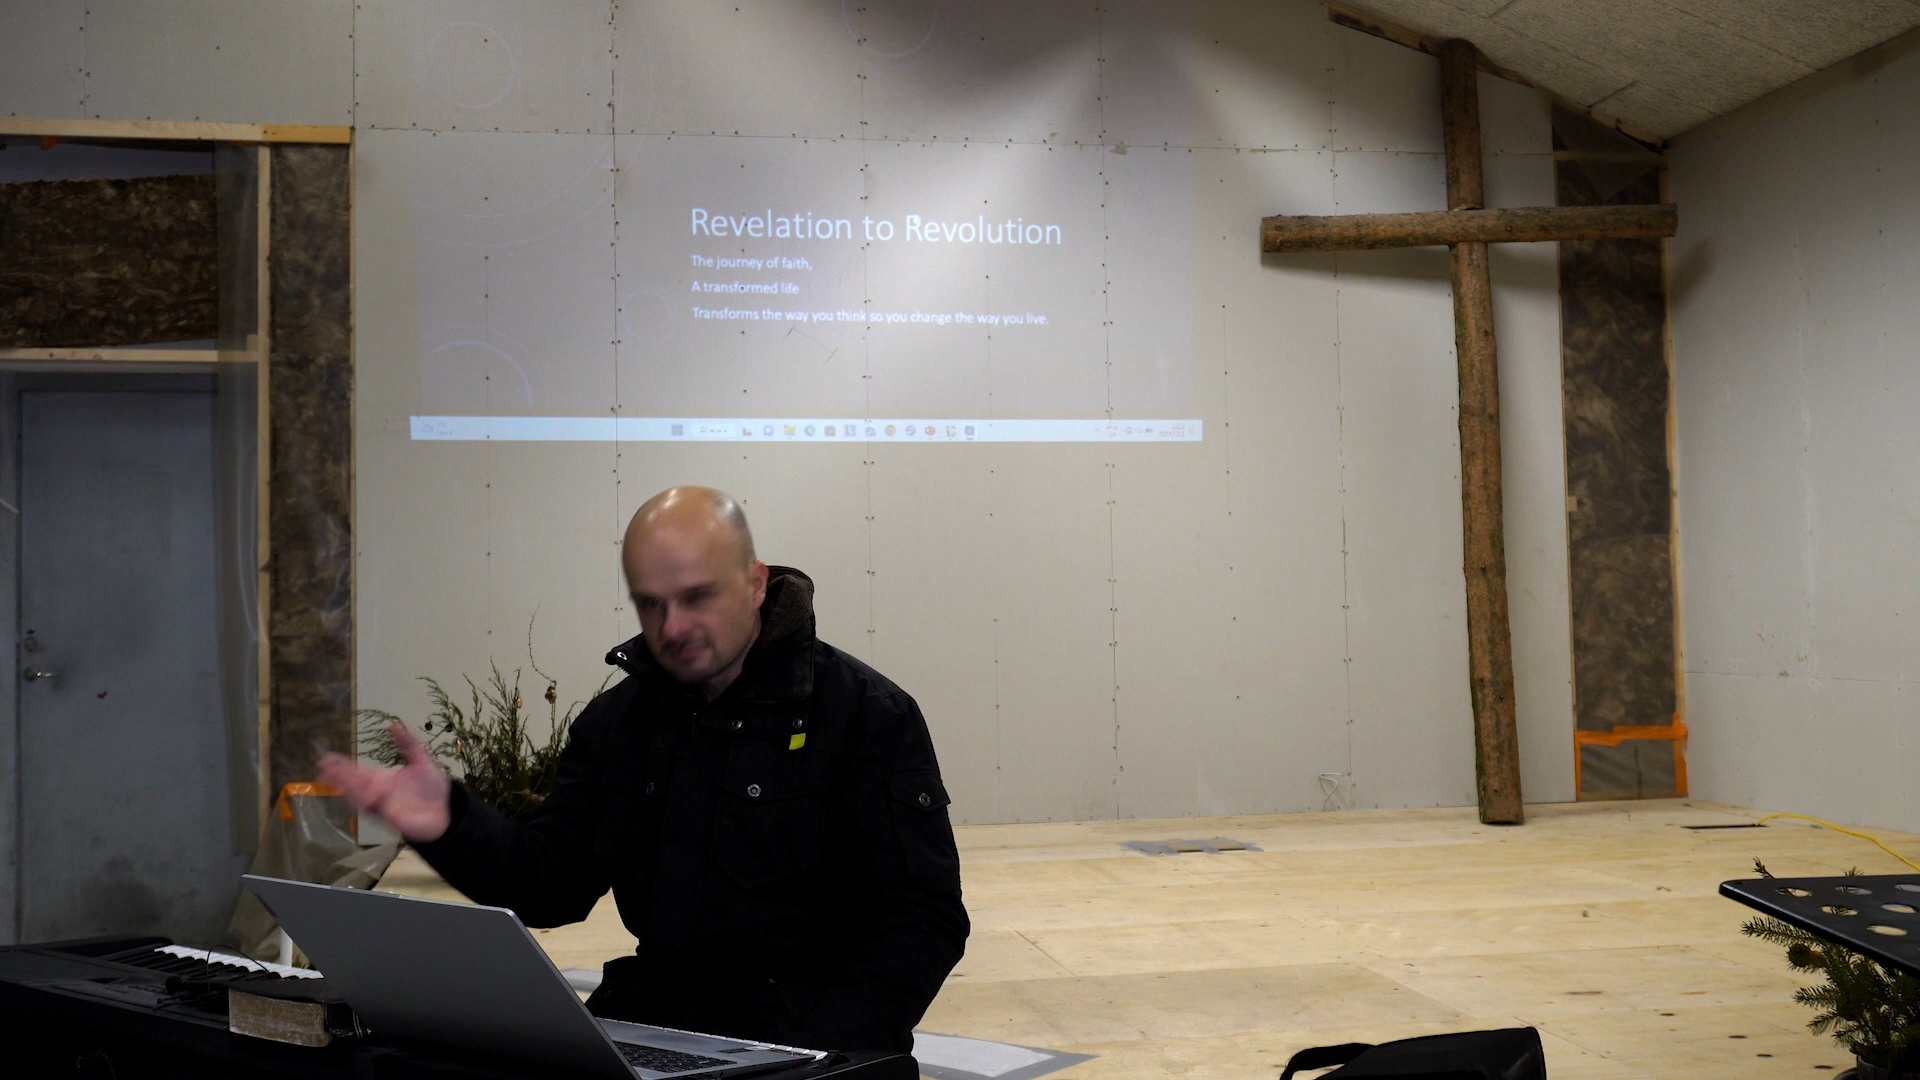 Revelation to Revolution
The journey of faith,
A transformed life
Transforms the way you think so you change the way you live.